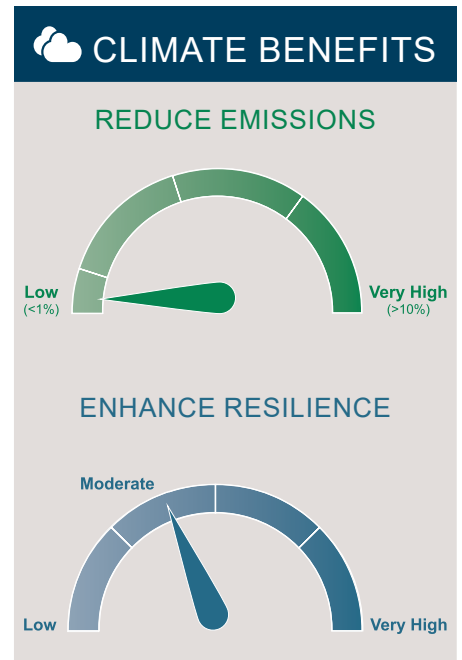 CLIMATE BENEFITS
REDUCE EMISSIONS
Low
(<1%)
Very High
(>10%)
ENHANCE RESILIENCE
Moderate
Low
Very High